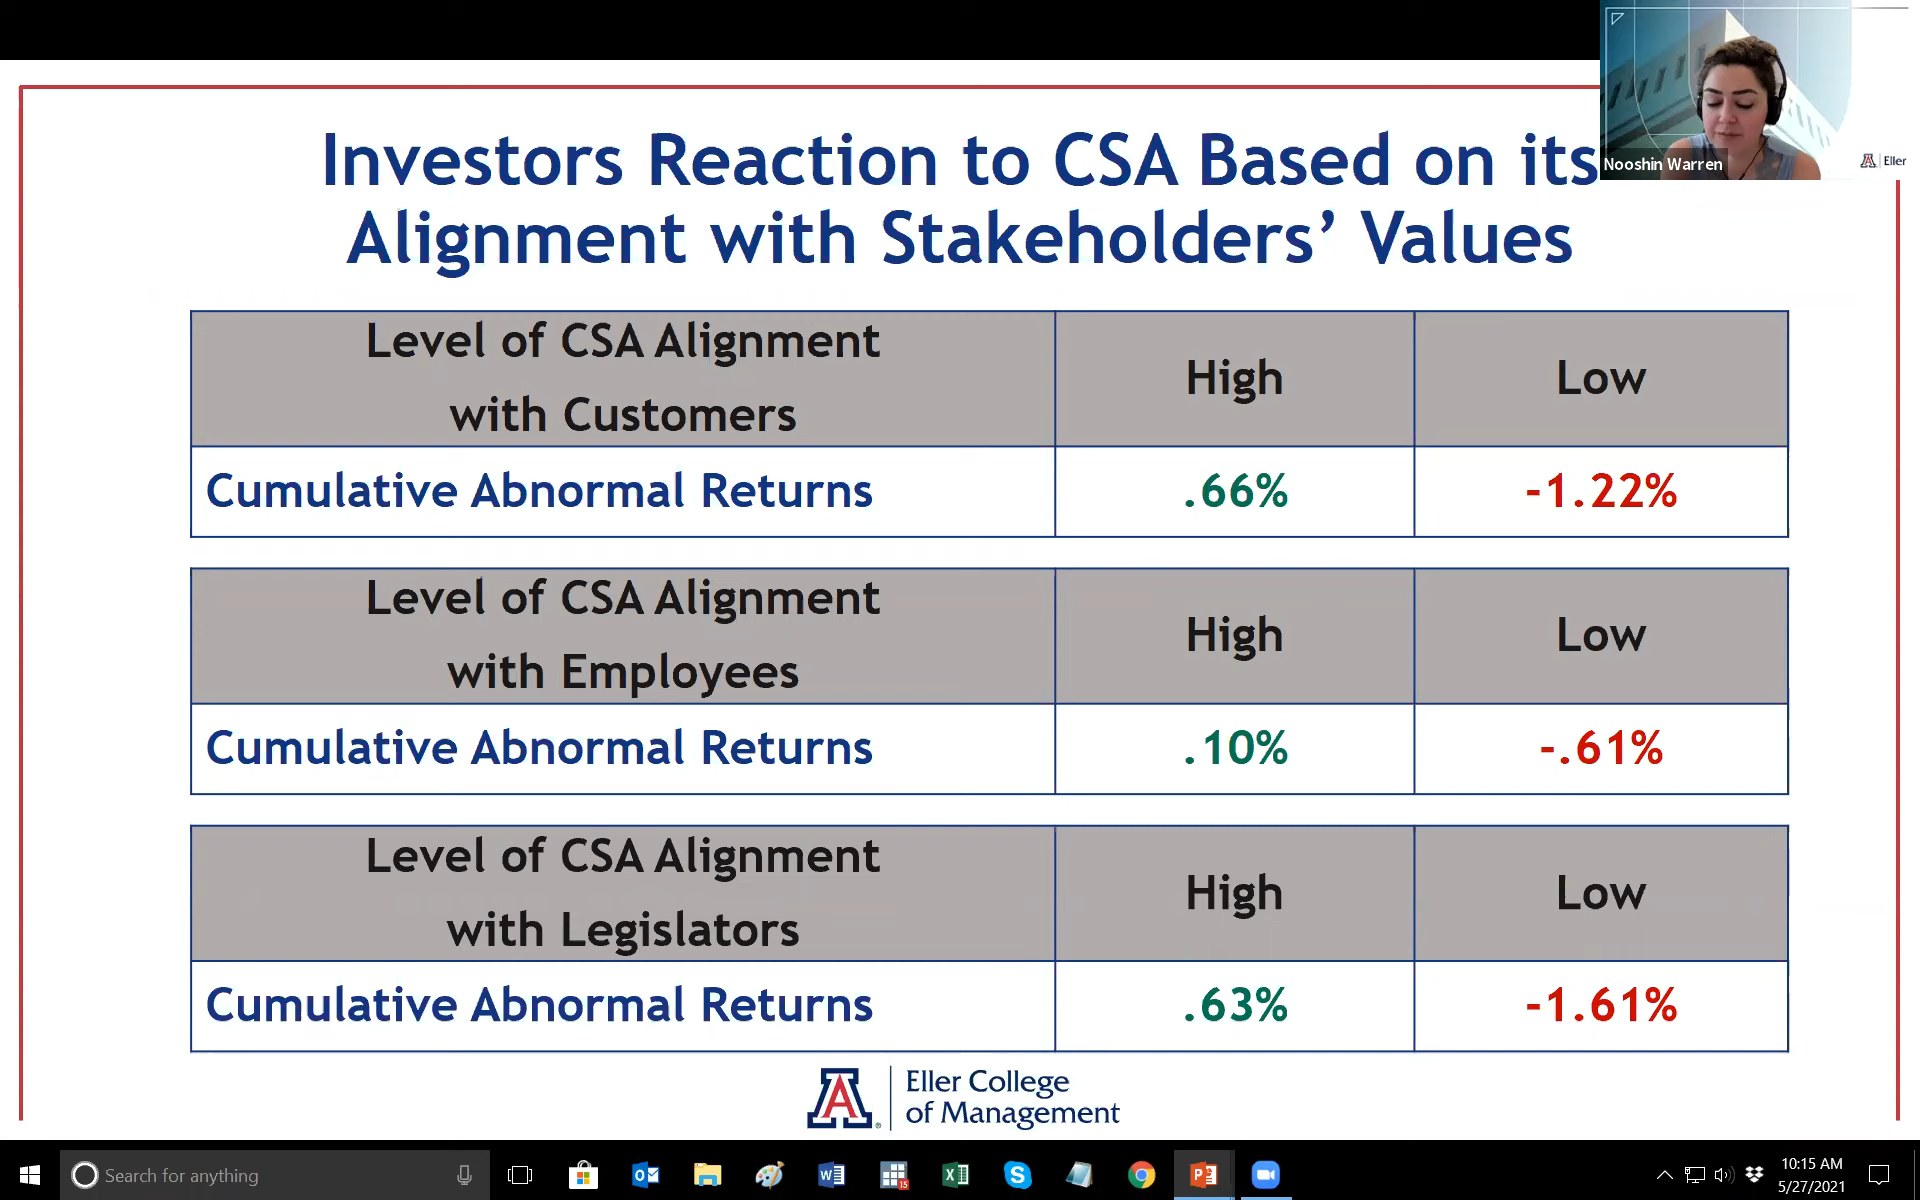 Investors Reaction to CSA Based on its
Alignment with Stakeholders’ Values
Nooshin Warren
A Eller
Level of CSA Alignment
with Customers
High
Low
Cumulative Abnormal Returns
.66%
-1.22%
Level of CSA Alignment
with Employees
High
Low
Cumulative Abnormal Returns
.10%
-.61%
Level of CSA Alignment
with Legislators
High
Low
Cumulative Abnormal Returns
.63%
-1.61%
A
Eller College
of Management
Search for anything
15
10:15 AM
5/27/2021